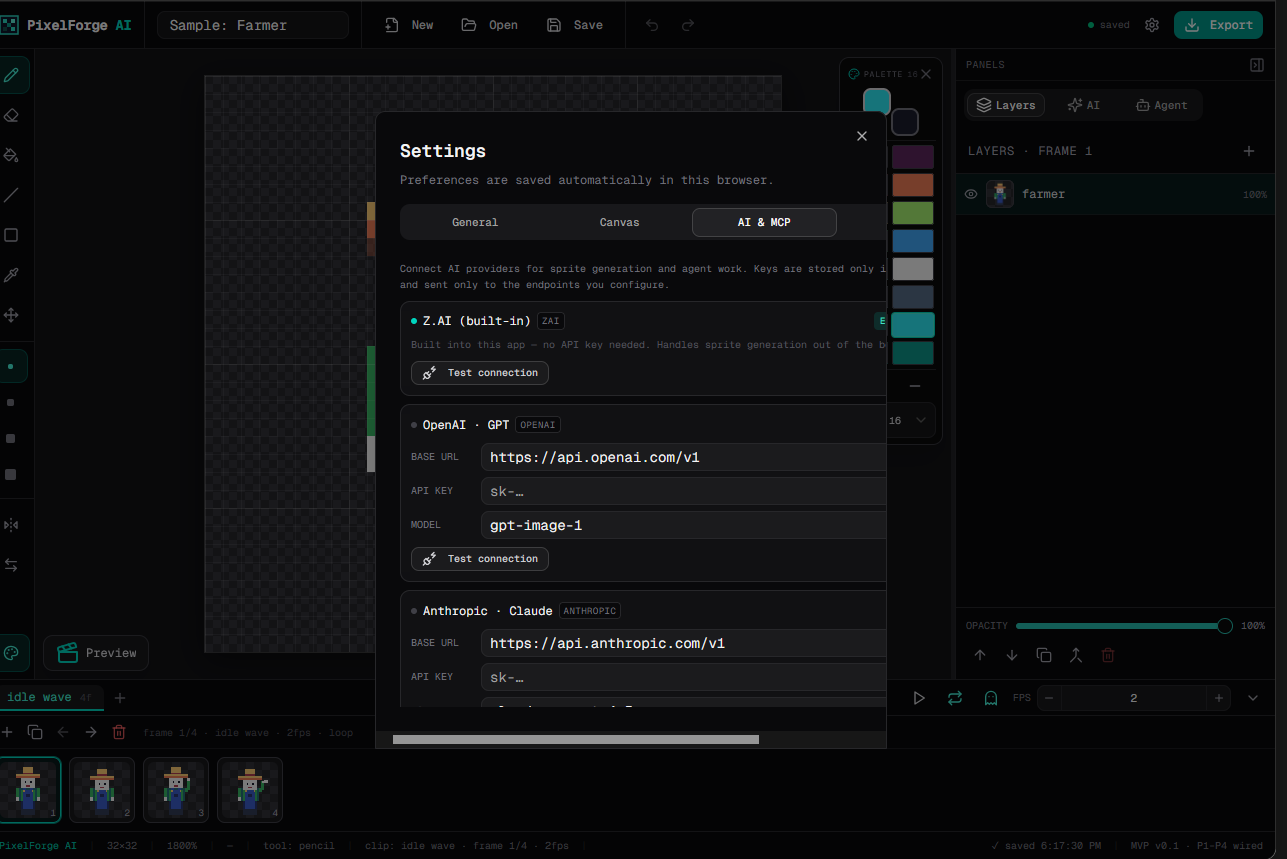 PixelForge AI
Sample: Farmer
New
Open
Save
saved
Export
PALETTE 16
PANELS
Layers
AI
Agent
LAYERS · FRAME 1
farmer
100%
Settings
Preferences are saved automatically in this browser.
General
Canvas
AI & MCP
Connect AI providers for sprite generation and agent work. Keys are stored only i
and sent only to the endpoints you configure.
Z.AI (built-in) ZAI
E
Built into this app — no API key needed. Handles sprite generation out of the b
Test connection
16
OpenAI · GPT OPENAI
BASE URL https://api.openai.com/v1
API KEY sk-…
MODEL gpt-image-1
Test connection
Anthropic · Claude ANTHROPIC
BASE URL https://api.anthropic.com/v1
API KEY sk-…
Preview
OPACITY
100%
idle wave 4f
FPS
2
frame 1/4 · idle wave · 2fps · loop
1
2
3
4
PixelForge AI
32×32
1800%
—
tool: pencil
clip: idle wave · frame 1/4 · 2fps
✓ saved 6:17:30 PM
MVP v0.1 · P1-P4 wired